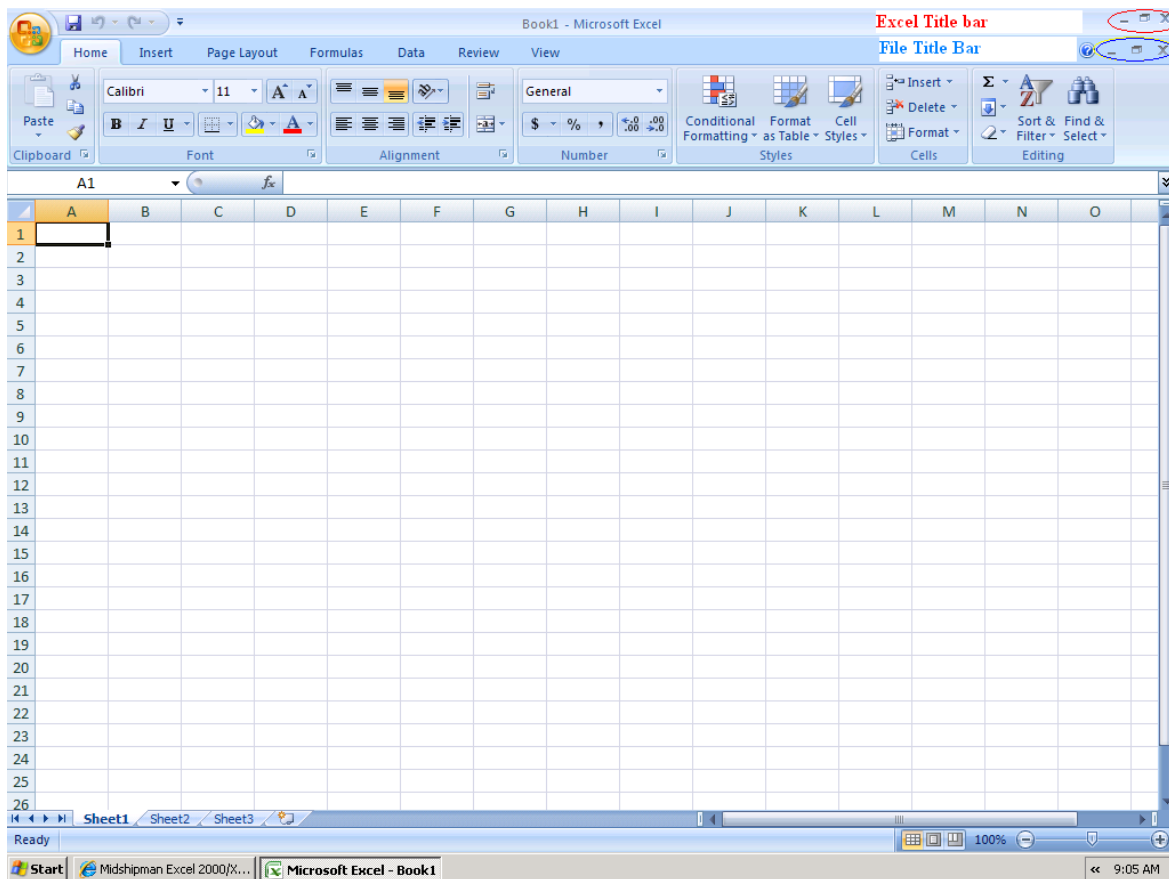 Book1 - Microsoft Excel Excel Title bar
Home Insert Page Layout Formulas Data Review View File Title Bar
Calibri 11 A A General Σ A Z
Paste B I U A $ % , .0 .00 .00 .0 Conditional Formatting Format as Table Cell Styles Insert Delete Format Sort & Filter Find & Select
Clipboard Font Alignment Number Styles Cells Editing
A1 fx
A B C D E F G H I J K L M N O
1
2
3
4
5
6
7
8
9
10
11
12
13
14
15
16
17
18
19
20
21
22
23
24
25
26
Sheet1 Sheet2 Sheet3
Ready 100%
Start Midshipman Excel 2000/X... Microsoft Excel - Book1 « 9:05 AM